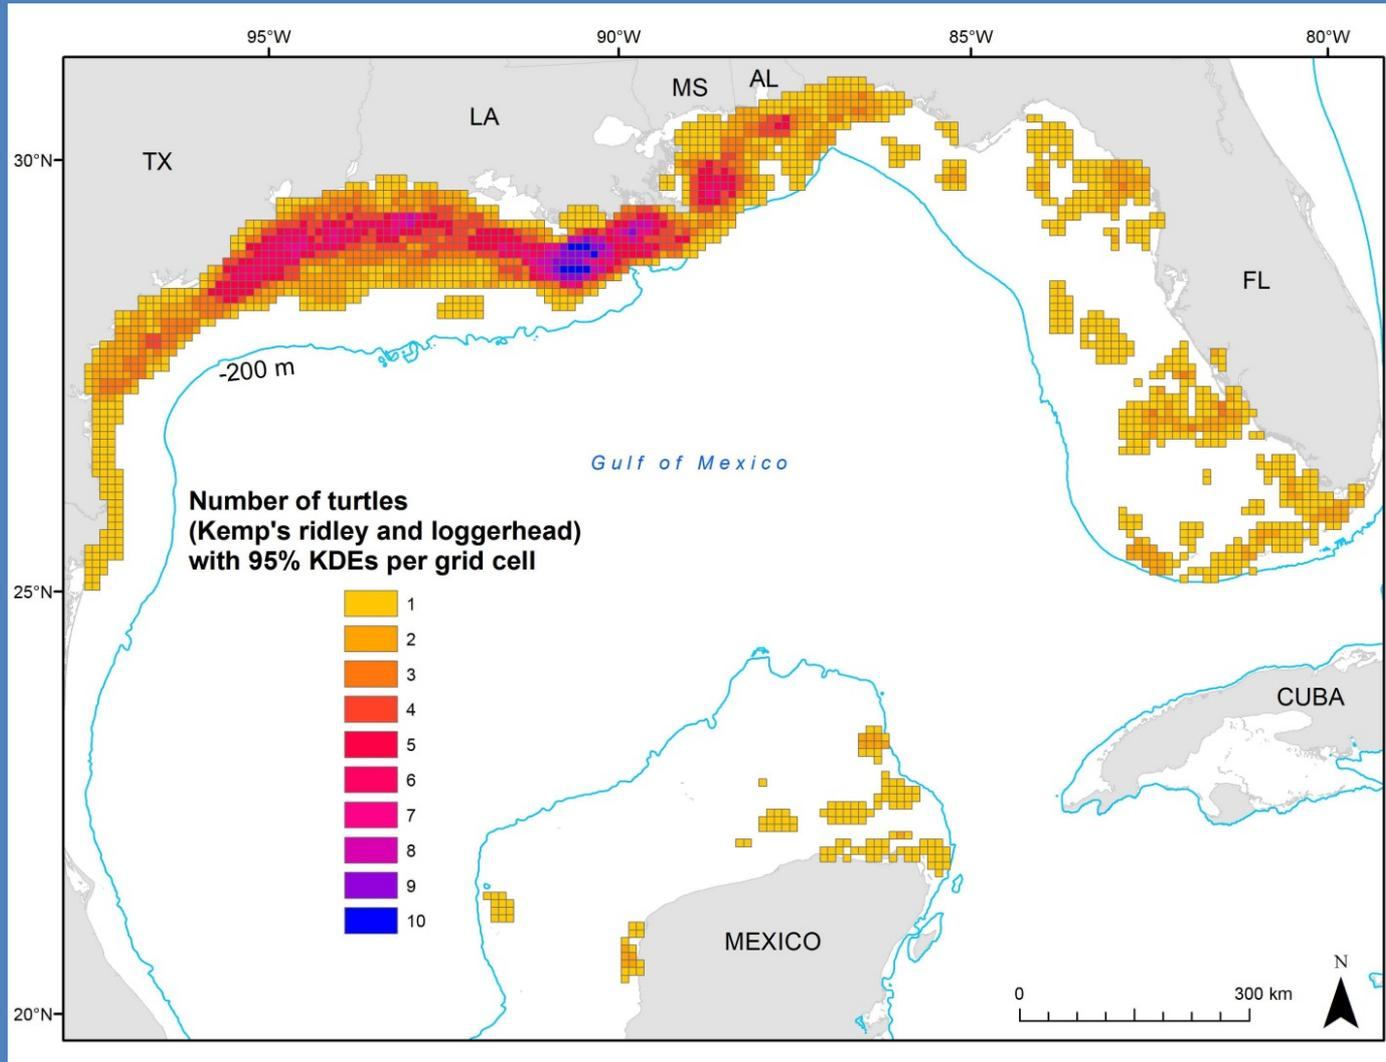 95°W 90°W 85°W 80°W
MS AL
LA
TX
30°N
FL
-200 m
Gulf of Mexico
Number of turtles
(Kemp's ridley and loggerhead)
with 95% KDEs per grid cell
25°N
1
2
3
4
5
6
7
8
9
10
CUBA
MEXICO
N
0 300 km
20°N